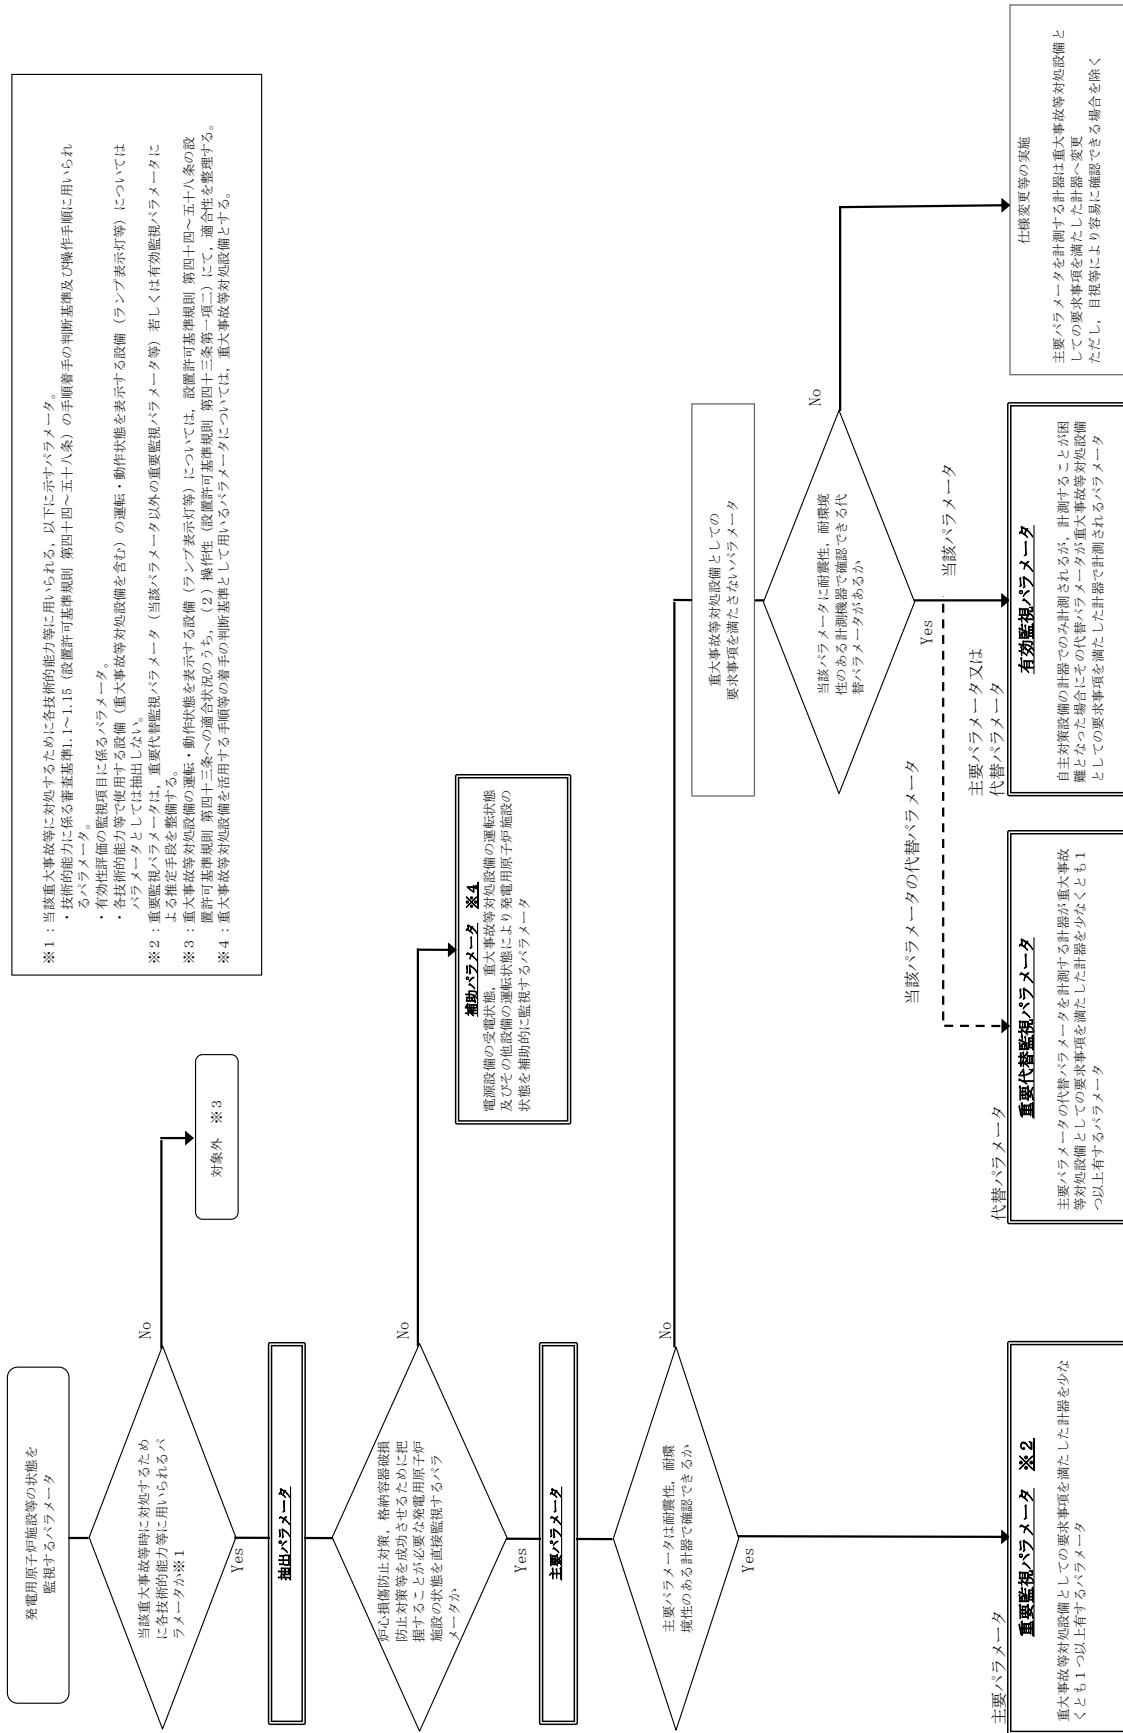 発電用原子炉施設等の状態を
監視するパラメータ
当該重大事故等時に対処するため
に各技術的能力等に用いられるパ
ラメータか※1
No
対象外　※3
Yes
抽出パラメータ
炉心損傷防止対策，格納容器破損
防止対策等を成功させるために把
握することが必要な発電用原子炉
施設の状態を直接監視するパラ
メータか
No
補助パラメータ　※4
電源設備の受電状態，重大事故等対処設備の運転状態
及びその他設備の運転状態により発電用原子炉施設の
状態を補助的に監視するパラメータ
Yes
主要パラメータ
主要パラメータは耐震性，耐環
境性のある計器で確認できるか
No
Yes
重大事故等対処設備としての
要求事項を満たさないパラメータ
当該パラメータに耐震性，耐環境
性のある計測機器で確認できる代
替パラメータがあるか
No
Yes
当該パラメータ
当該パラメータの代替パラメータ
主要パラメータ
重要監視パラメータ　※2
重大事故等対処設備としての要求事項を満たした計器を少な
くとも１つ以上有するパラメータ
代替パラメータ
重要代替監視パラメータ
主要パラメータの代替パラメータを計測する計器が重大事故
等対処設備としての要求事項を満たした計器を少なくとも１
つ以上有するパラメータ
主要パラメータ又は
代替パラメータ
有効監視パラメータ
自主対策設備の計器でのみ計測されるが，計測することが困
難となった場合にその代替パラメータが重大事故等対処設備
としての要求事項を満たした計器で計測されるパラメータ
仕様変更等の実施
主要パラメータを計測する計器は重大事故等対処設備と
しての要求事項を満たした計器へ変更
ただし，目視等により容易に確認できる場合を除く
※1：当該重大事故等に対処するために各技術的能力等に用いられる，以下に示すパラメータ。
・技術的能力に係る審査基準1.1～1.15（設置許可基準規則 第四十四～五十八条）の手順着手の判断基準及び操作手順に用いられ
るパラメータ。
・有効性評価の監視項目に係るパラメータ。
・各技術的能力等で使用する設備（重大事故等対処設備を含む）の運転・動作状態を表示する設備（ランプ表示灯等）については
パラメータとしては抽出しない。
※2：重要監視パラメータは，重要代替監視パラメータ（当該パラメータ以外の重要監視パラメータ等）若しくは有効監視パラメータに
よる推定手段を整備する。
※3：重大事故等対処設備の運転・動作状態を表示する設備（ランプ表示灯等）については，設置許可基準規則 第四十四～五十八条の設
置許可基準規則 第四十三条への適合状況のうち，（2）操作性（設置許可基準規則 第四十三条第一項二）にて，適合性を整理する。
※4：重大事故等対処設備を活用する手順等の着手の判断基準として用いるパラメータについては，重大事故等対処設備とする。